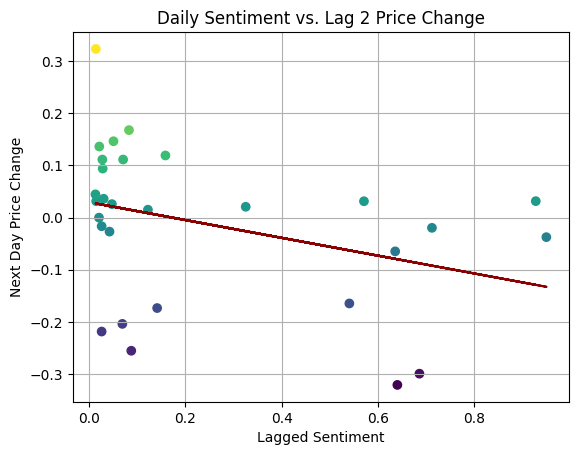 Daily Sentiment vs. Lag 2 Price Change
Next Day Price Change
0.3
0.2
0.1
0.0
−0.1
−0.2
−0.3
0.0 0.2 0.4 0.6 0.8
Lagged Sentiment